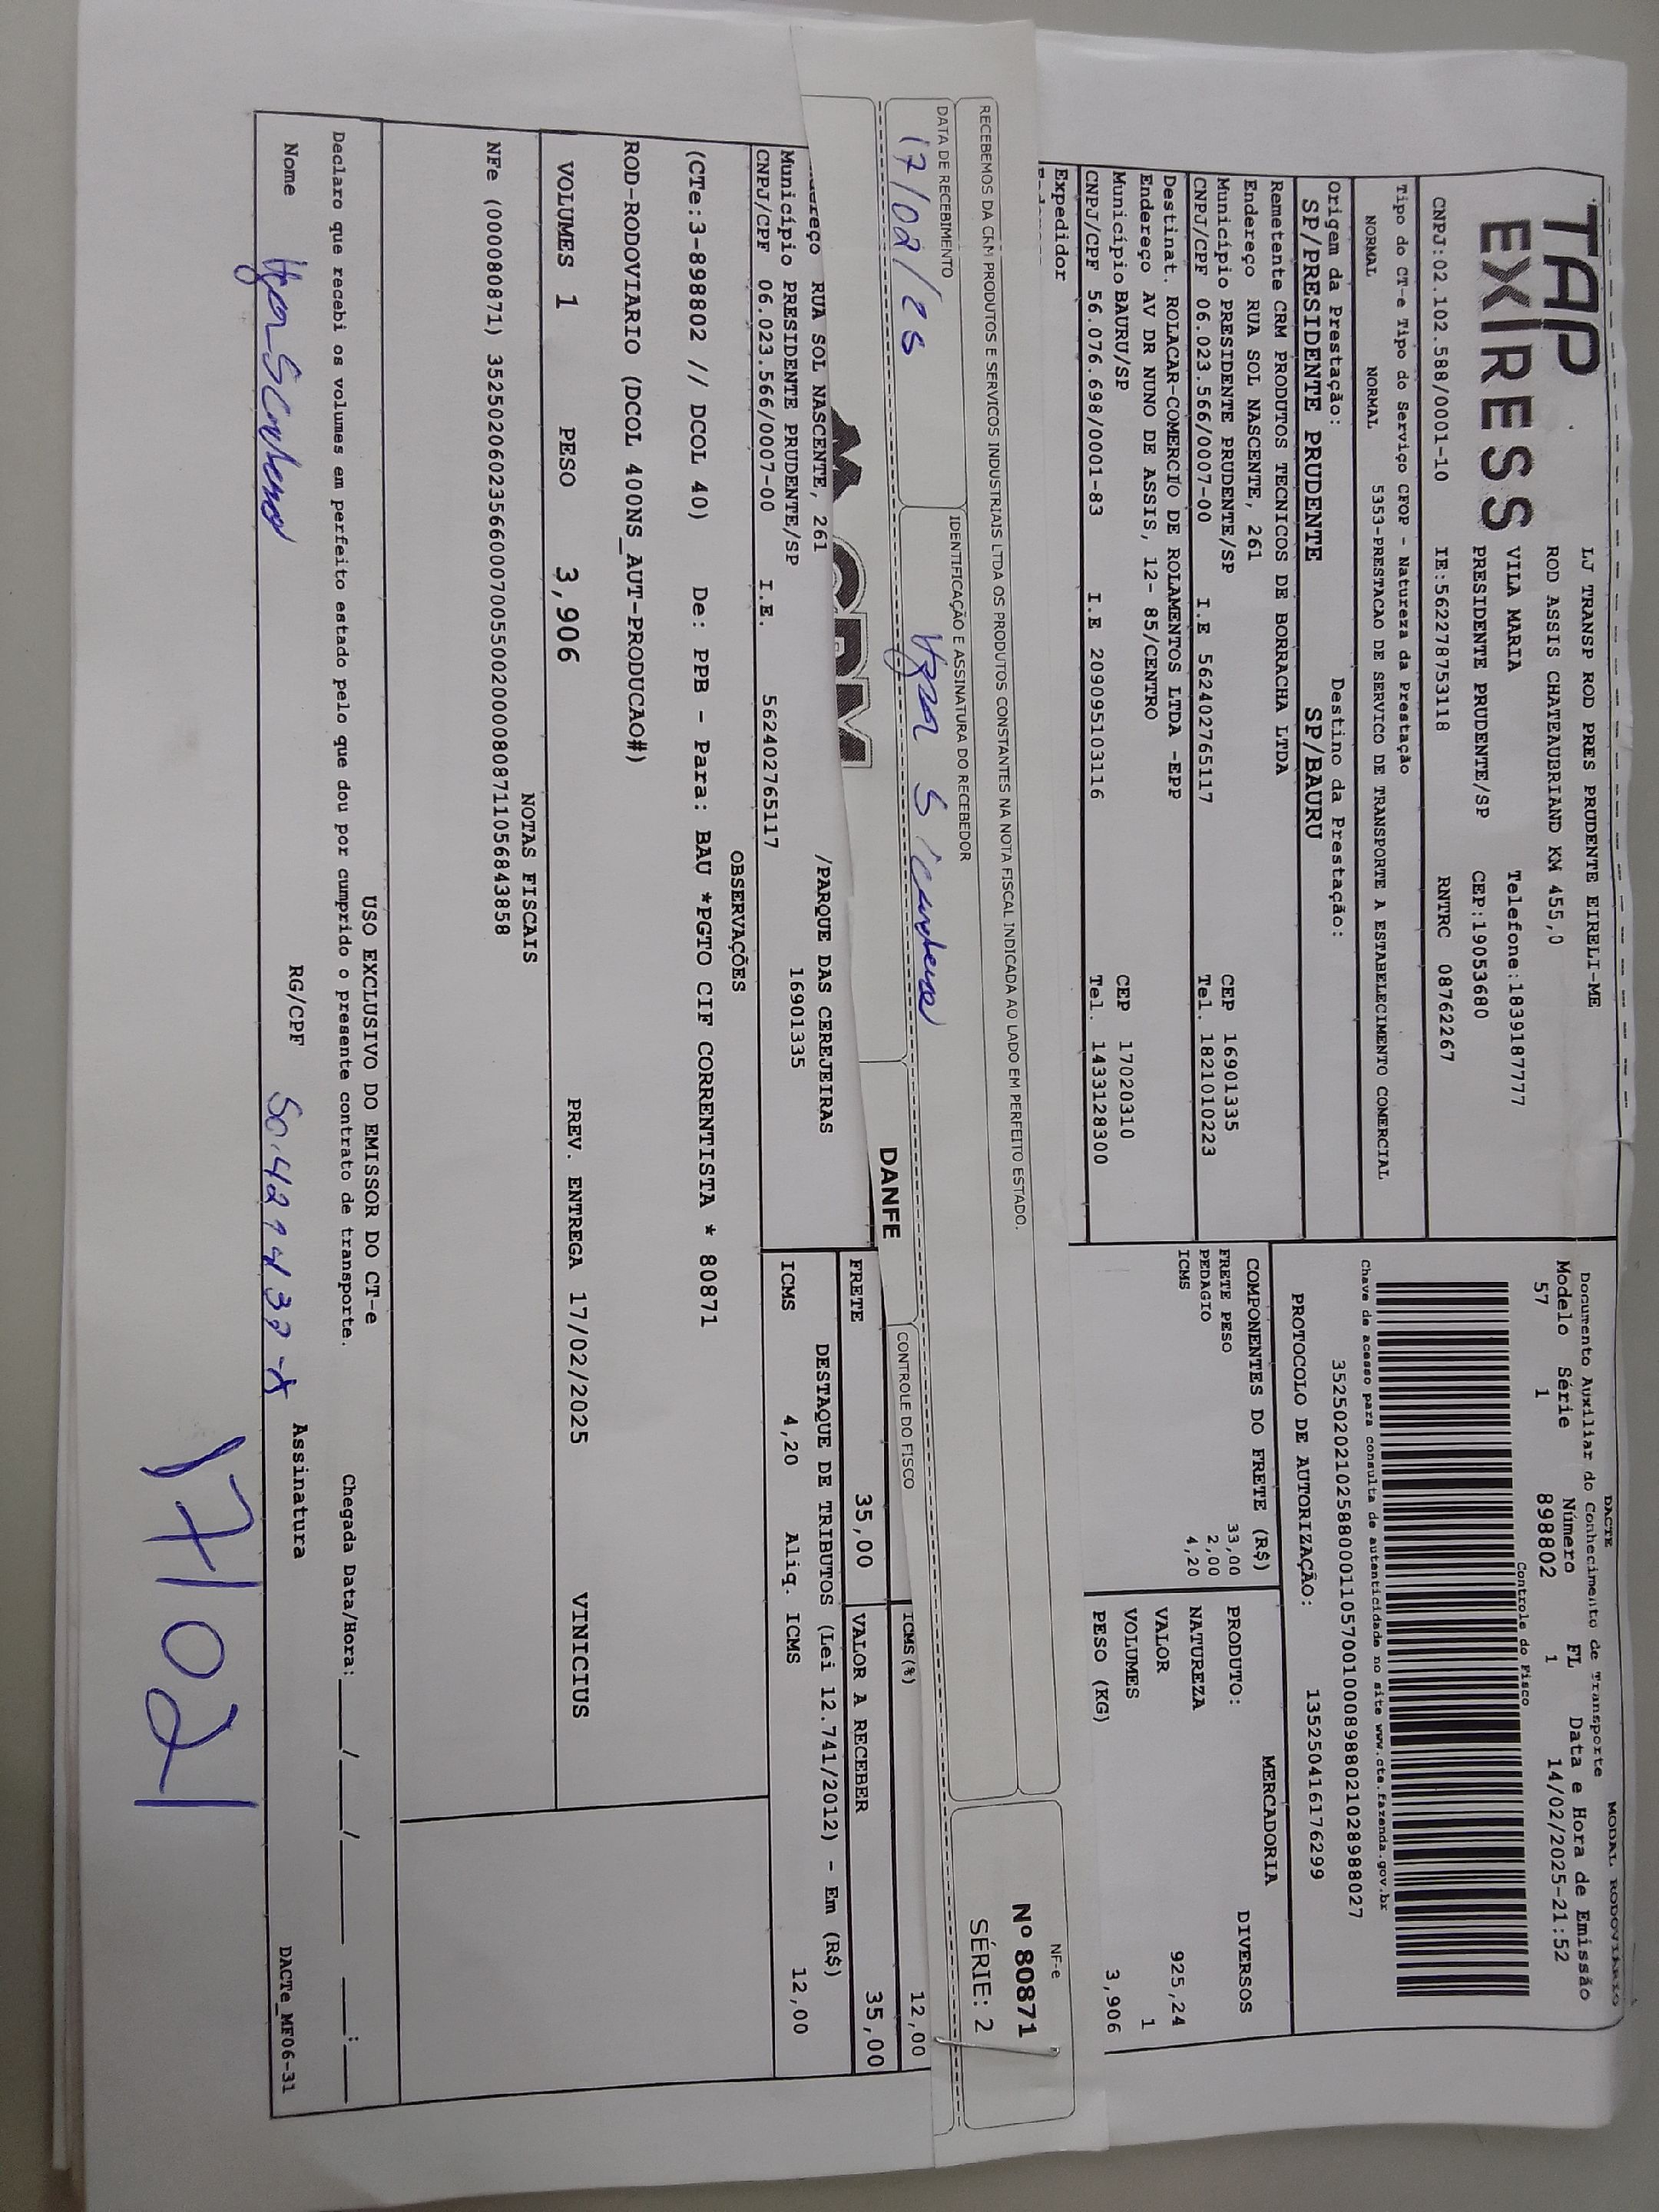 TAP
EX|RESS
LJ TRANSP ROD PRES PRUDENTE EIRELI-ME
ROD ASSIS CHATEAUBRIAND KM 455,0
VILA MARIA Telefone:1839187777
PRESIDENTE PRUDENTE/SP CEP:19053680
CNPJ:02.102.588/0001-10 IE:562278753118 RNTRC 08762267
Tipo do CT-e Tipo do Serviço CFOP - Natureza da Prestação
NORMAL NORMAL 5353-PRESTACAO DE SERVICO DE TRANSPORTE A ESTABELECIMENTO COMERCIAL
Origem da Prestação: Destino da Prestação:
SP/PRESIDENTE PRUDENTE SP/BAURU
Remetente CRM PRODUTOS TECNICOS DE BORRACHA LTDA
Endereço RUA SOL NASCENTE, 261
Município PRESIDENTE PRUDENTE/SP CEP 16901335
CNPJ/CPF 06.023.566/0007-00 I.E 562402765117 Tel. 1821010223
Destinat. ROLACAR-COMERCIO DE ROLAMENTOS LTDA -EPP
Endereço AV DR NUNO DE ASSIS, 12- 85/CENTRO
Município BAURU/SP CEP 17020310
CNPJ/CPF 56.076.698/0001-83 I.E 209095103116 Tel. 1433128300
Expedidor
DACTE MODAL RODOVIÁRIO
Documento Auxiliar do Conhecimento de Transporte
Modelo Série Número FL Data e Hora de Emissão
57 1 898802 1 14/02/2025-21:52
Controle do Fisco
Chave de acesso para consulta de autenticidade no site www.cte.fazenda.gov.br
35250202102588000110570010008988021028988027
PROTOCOLO DE AUTORIZAÇÃO: 135250416176299
COMPONENTES DO FRETE (R$)
FRETE PESO 33,00
PEDAGIO 2,00
ICMS 4,20
MERCADORIA
PRODUTO: DIVERSOS
NATUREZA
VALOR 925,24
VOLUMES 1
PESO (KG) 3,906
RECEBEMOS DA CRM PRODUTOS E SERVICOS INDUSTRIAIS LTDA OS PRODUTOS CONSTANTES NA NOTA FISCAL INDICADA AO LADO EM PERFEITO ESTADO.
DATA DE RECEBIMENTO IDENTIFICAÇÃO E ASSINATURA DO RECEBEDOR
17/02/25
NF-e
Nº 80871
SÉRIE: 2
DANFE
CONTROLE DO FISCO
CRM
ICMS(%) 12,00
FRETE 35,00 VALOR A RECEBER 35,00
RUA SOL NASCENTE, 261 /PARQUE DAS CEREJEIRAS
Município PRESIDENTE PRUDENTE/SP 16901335
CNPJ/CPF 06.023.566/0007-00 I.E. 562402765117
DESTAQUE DE TRIBUTOS (Lei 12.741/2012) - Em (R$)
ICMS 4,20 Aliq. ICMS 12,00
OBSERVAÇÕES
(CTe:3-898802 // DCOL 40) De: PPB - Para: BAU *PGTO CIF CORRENTISTA * 80871
ROD-RODOVIARIO (DCOL 400NS_AUT-PRODUCAO#)
VOLUMES 1 PESO 3,906 PREV. ENTREGA 17/02/2025 VINICIUS
NOTAS FISCAIS
NFe (000080871) 35250206023566000700550020000808711056843858
USO EXCLUSIVO DO EMISSOR DO CT-e
Declaro que recebi os volumes em perfeito estado pelo que dou por cumprido o presente contrato de transporte. Chegada Data/Hora: ____/____/____ ___:___
Nome RG/CPF Assinatura
DACTe_MF06-31
17/02